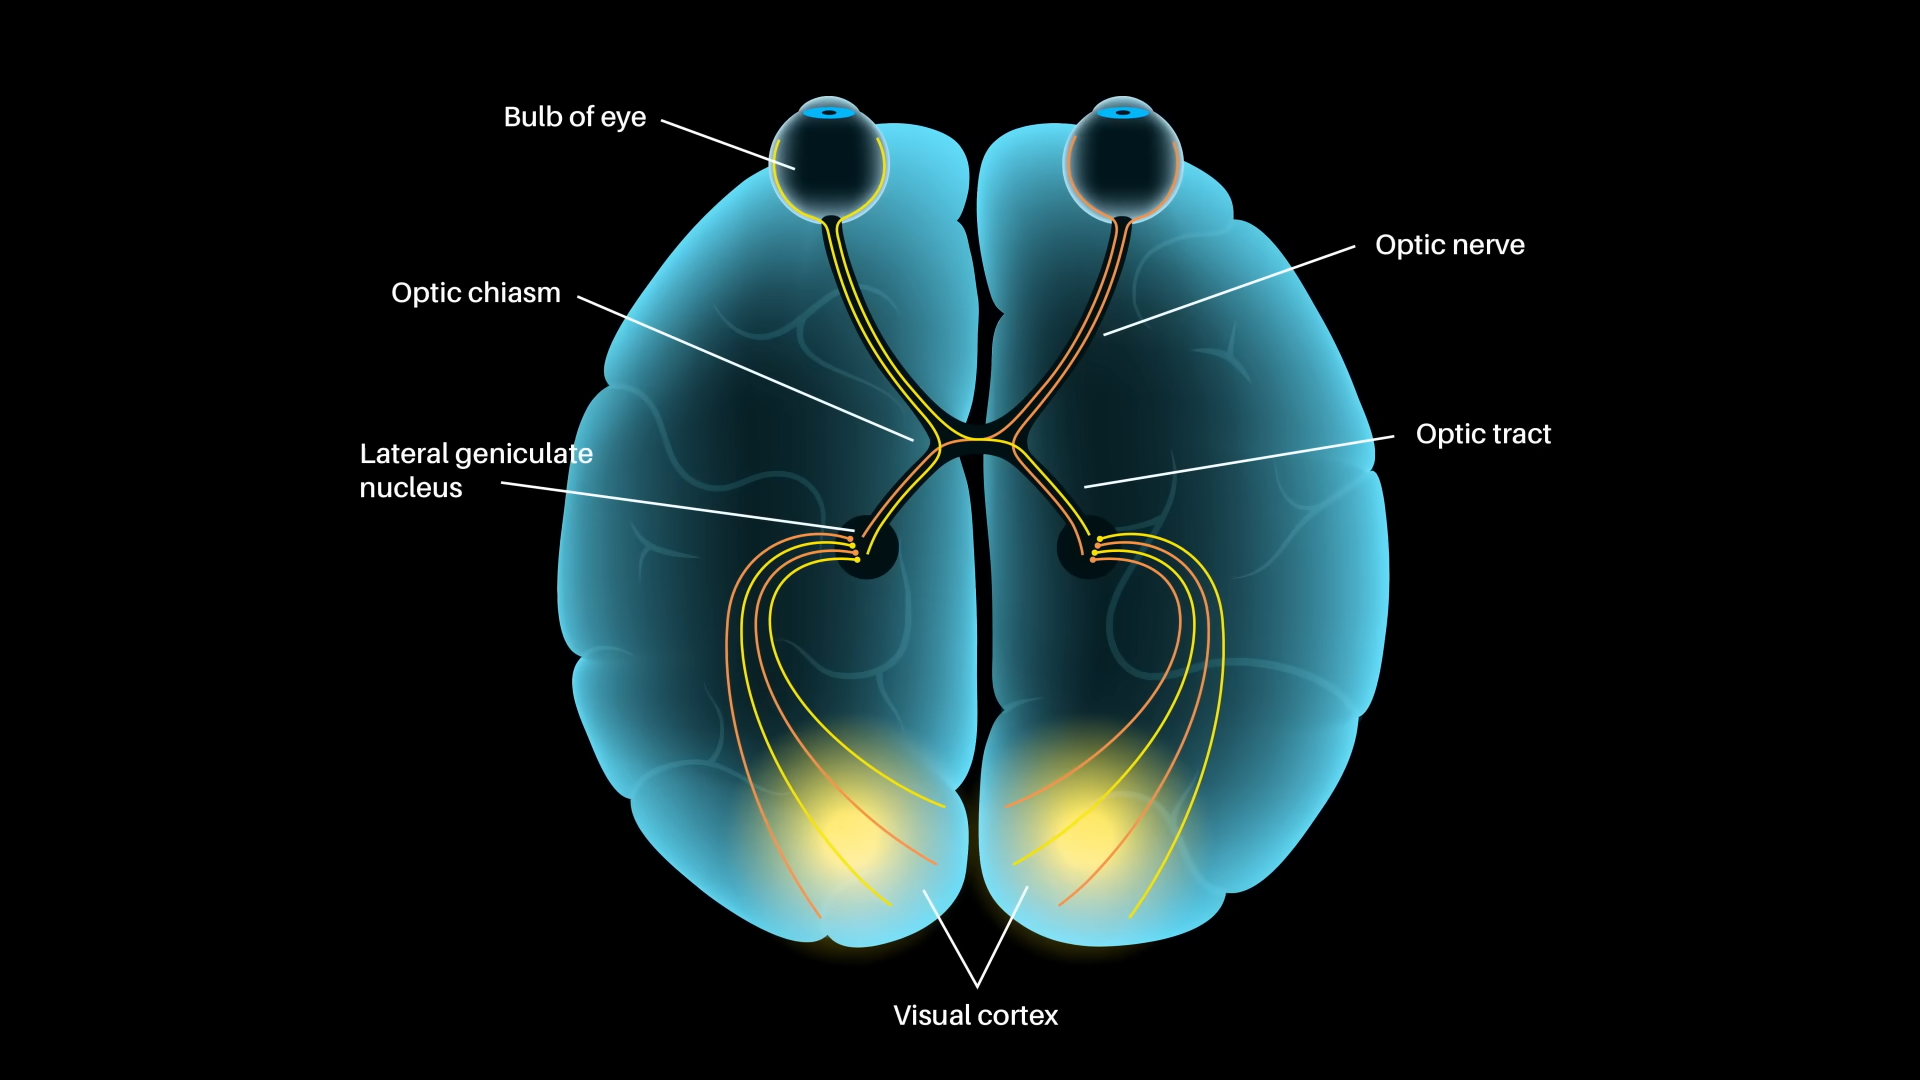 Bulb of eye
Optic nerve
Optic chiasm
Optic tract
Lateral geniculate
nucleus
Visual cortex